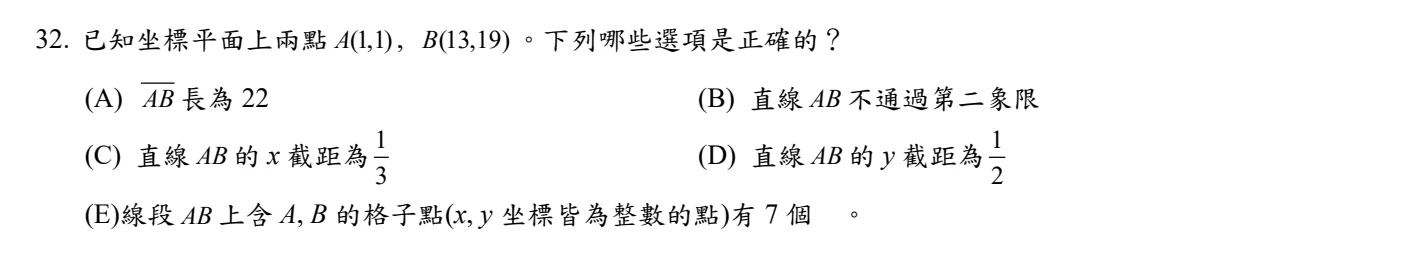 32. 已知坐標平面上兩點 A(1,1)，B(13,19)。下列哪些選項是正確的？
(A) $\overline{AB}$ 長為 22 (B) 直線 AB 不通過第二象限
(C) 直線 AB 的 x 截距為 $\frac{1}{3}$ (D) 直線 AB 的 y 截距為 $\frac{1}{2}$
(E)線段 AB 上含 A, B 的格子點(x, y 坐標皆為整數的點)有 7 個 。